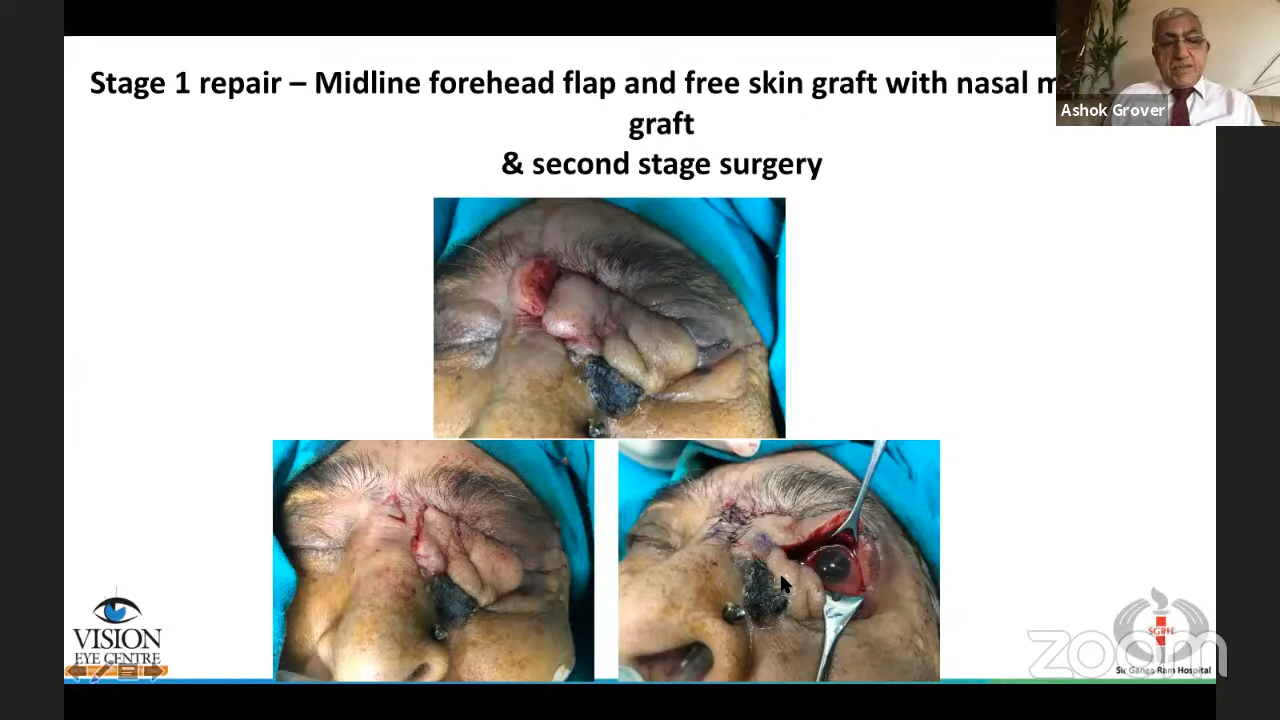 Stage 1 repair – Midline forehead flap and free skin graft with nasal
graft
& second stage surgery
Ashok Grover
VISION
EYE CENTRE
SGRH
Sir Ganga Ram Hospital
zoom